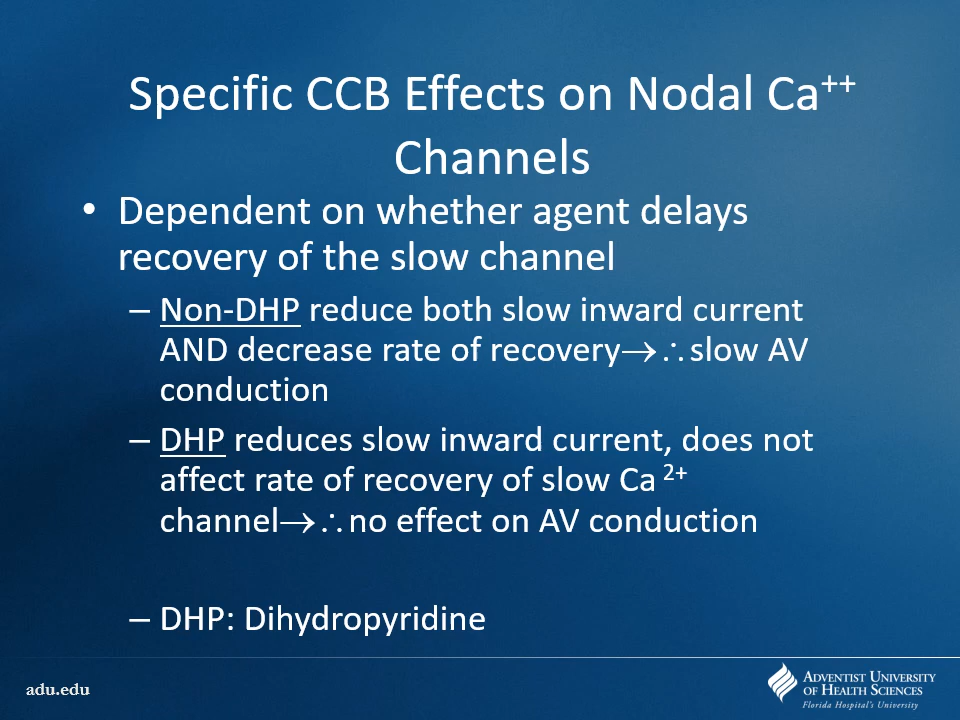 Specific CCB Effects on Nodal Ca⁺⁺
Channels
• Dependent on whether agent delays
recovery of the slow channel
– Non-DHP reduce both slow inward current
AND decrease rate of recovery→∴slow AV
conduction
– DHP reduces slow inward current, does not
affect rate of recovery of slow Ca ²⁺
channel→∴no effect on AV conduction
– DHP: Dihydropyridine
adu.edu
ADVENTIST UNIVERSITY
OF HEALTH SCIENCES
Florida Hospital's University